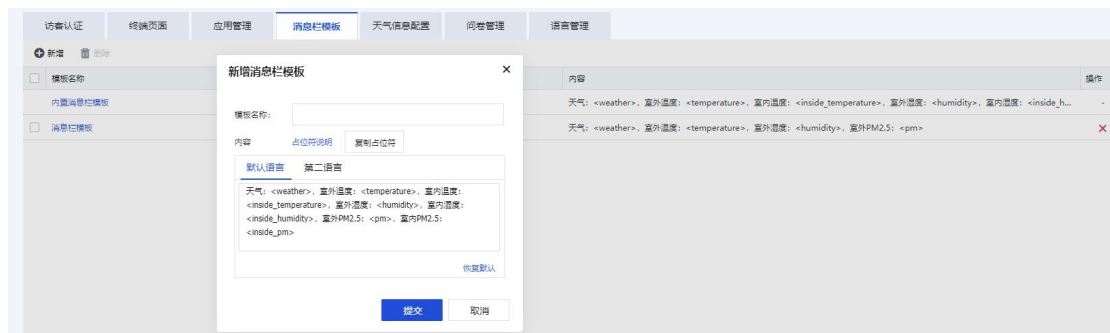 访客认证 终端页面 应用管理 消息栏模板 天气信息配置 问卷管理 语言管理
新增 删除
模板名称 内容 操作
内置消息栏模板 天气: <weather>, 室外温度: <temperature>, 室内温度: <inside_temperature>, 室外湿度: <humidity>, 室内湿度: <inside_h... -
消息栏模板 天气: <weather>, 室外温度: <temperature>, 室外湿度: <humidity>, 室外PM2.5: <pm>
新增消息栏模板
模板名称:
内容 占位符说明 复制占位符
默认语言 第二语言
天气: <weather>, 室外温度: <temperature>, 室内温度:
<inside_temperature>, 室外湿度: <humidity>, 室内湿度:
<inside_humidity>, 室外PM2.5: <pm>, 室内PM2.5:
<inside_pm>
恢复默认
提交 取消